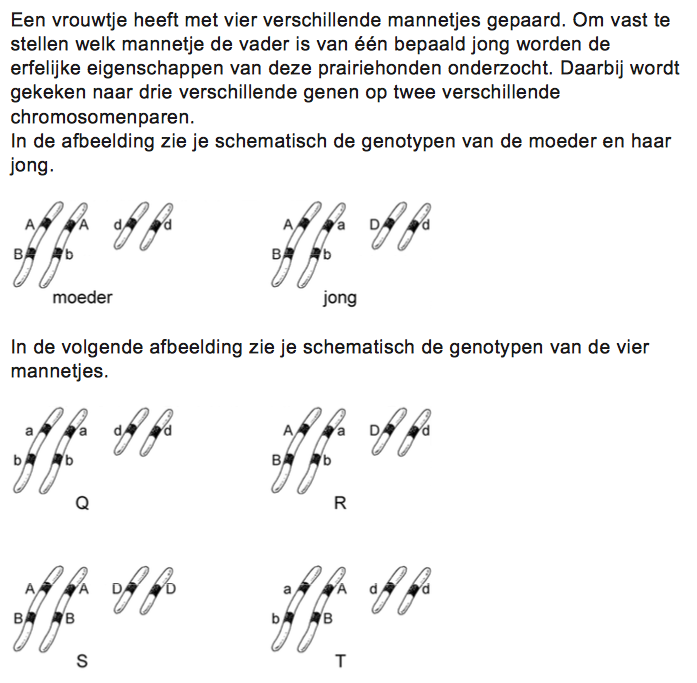 Een vrouwtje heeft met vier verschillende mannetjes gepaard. Om vast te
stellen welk mannetje de vader is van één bepaald jong worden de
erfelijke eigenschappen van deze prairiehonden onderzocht. Daarbij wordt
gekeken naar drie verschillende genen op twee verschillende
chromosomenparen.
In de afbeelding zie je schematisch de genotypen van de moeder en haar
jong.
A A d d A a D d
B b B b
moeder jong
In de volgende afbeelding zie je schematisch de genotypen van de vier
mannetjes.
a a d d A a D d
b b B b
Q R
A A D D a A d d
B B b B
S T